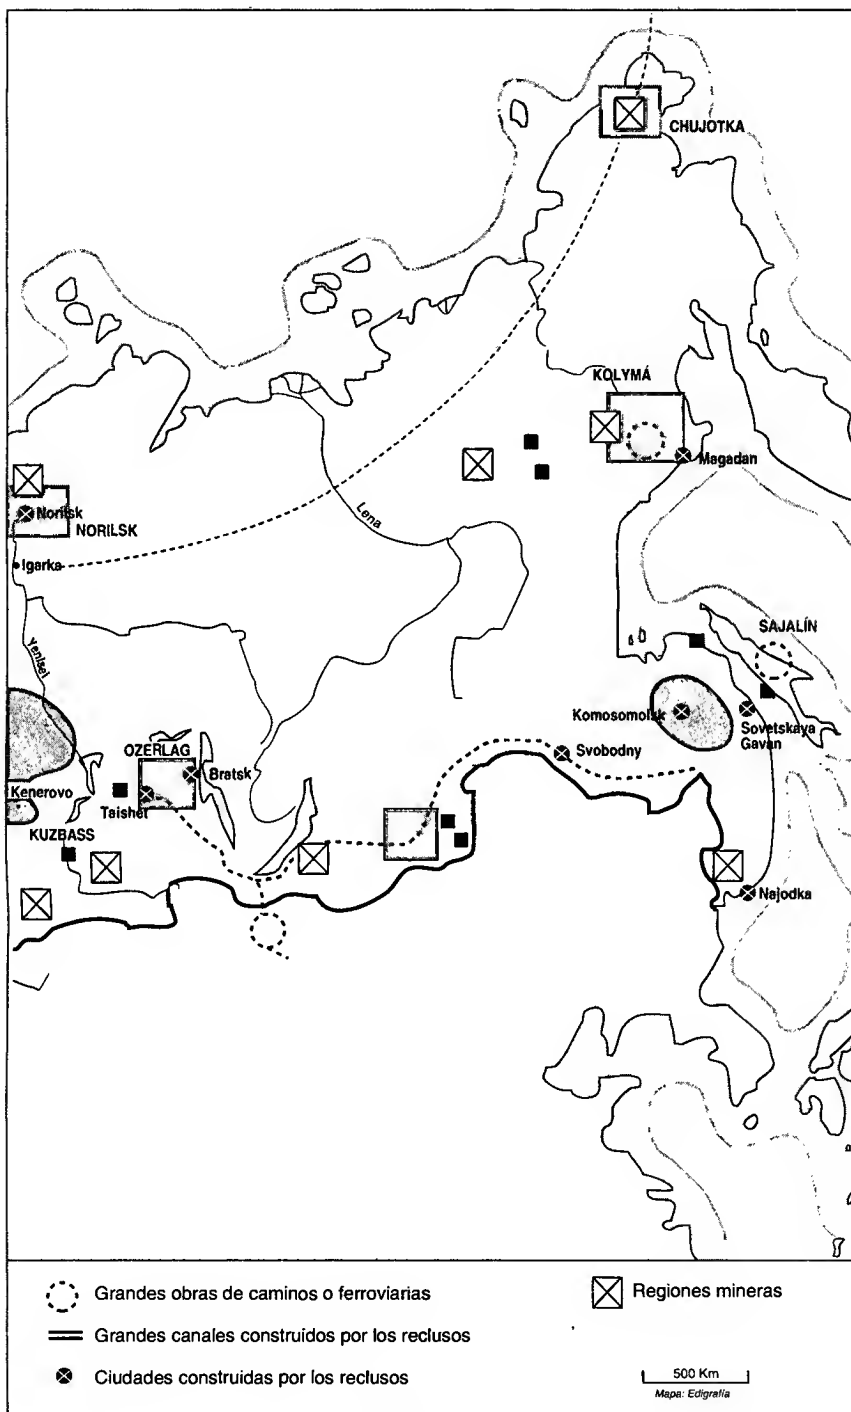 CHUJOTKA
KOLYMÁ
Magadan
Lena
Norilsk
NORILSK
Igarka
Yenisei
SAJALÍN
Komosomolsk
Sovetskaya
Gavan
Svobodny
OZERLAG
Bratsk
Kenerovo
Taishet
KUZBASS
Najodka
Grandes obras de caminos o ferroviarias
Regiones mineras
Grandes canales construidos por los reclusos
Ciudades construidas por los reclusos
500 Km
Mapa: Edigrafía